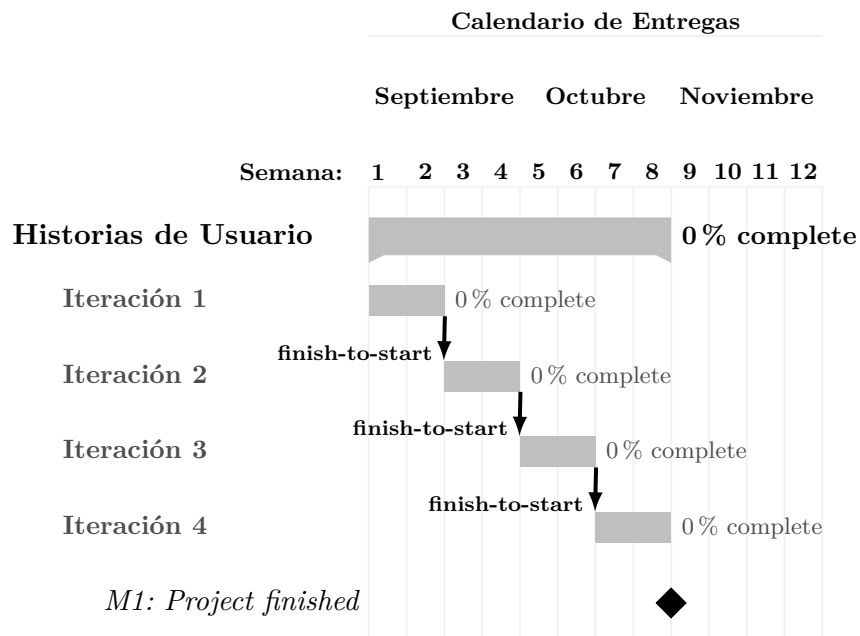 Calendario de Entregas
Septiembre Octubre Noviembre
Semana: 1 2 3 4 5 6 7 8 9 10 11 12
Historias de Usuario 0 % complete
Iteración 1 0 % complete
finish-to-start
Iteración 2 0 % complete
finish-to-start
Iteración 3 0 % complete
finish-to-start
Iteración 4 0 % complete
M1: Project finished